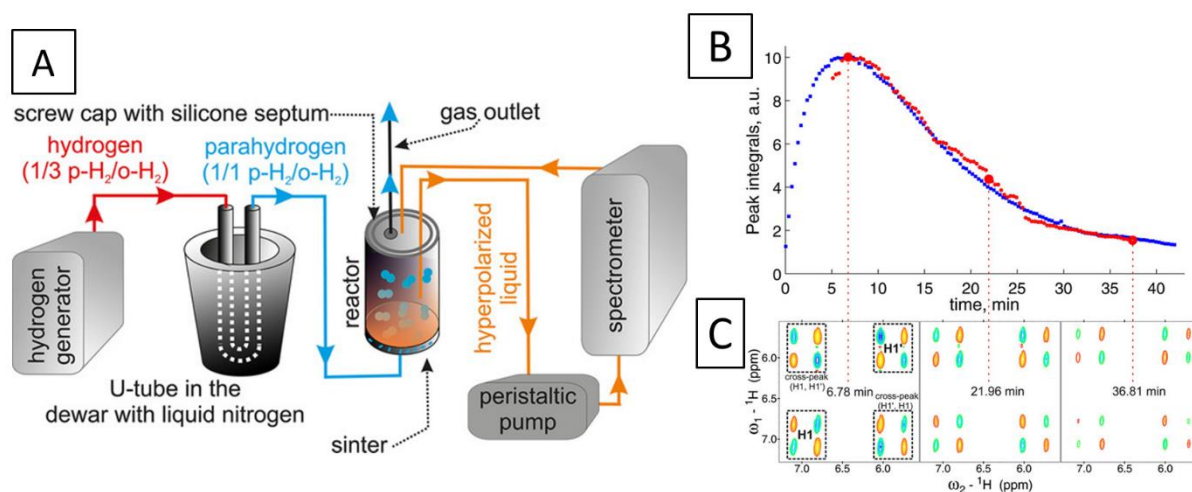 A
screw cap with silicone septum
gas outlet
hydrogen
(1/3 p-H₂/o-H₂)
parahydrogen
(1/1 p-H₂/o-H₂)
hydrogen
generator
U-tube in the
dewar with liquid nitrogen
reactor
hyperpolarized
liquid
spectrometer
peristaltic
pump
sinter
B
Peak integrals, a.u.
10
8
6
4
2
0
0 5 10 15 20 25 30 35 40
time, min
C
ω₁ - ¹H (ppm)
6.0
6.5
7.0
H1'
cross-peak
(H1, H1')
6.78 min
cross-peak
(H1', H1)
H1
21.96 min
36.81 min
7.0 6.5 6.0 7.0 6.5 6.0 7.0 6.5 6.0
ω₂ - ¹H (ppm)